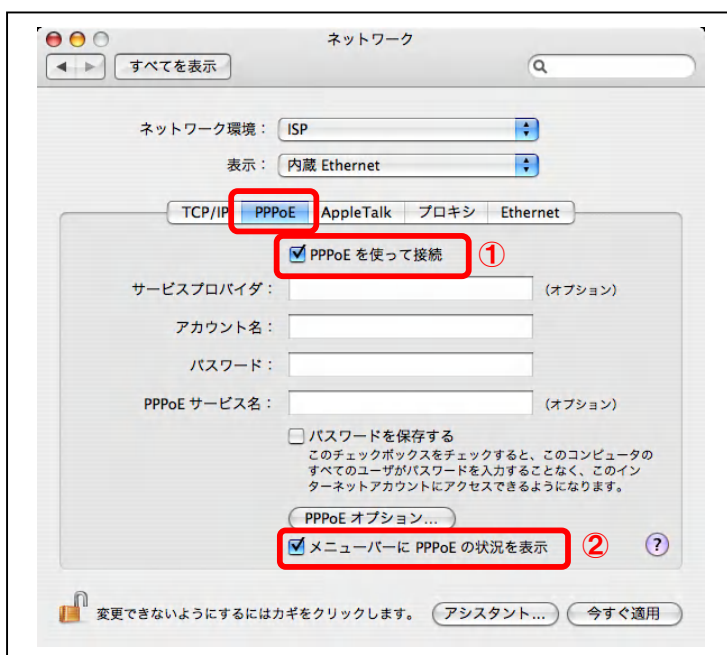 ネットワーク
すべてを表示
ネットワーク環境： ISP
表示： 内蔵 Ethernet
TCP/IP PPPoE AppleTalk プロキシ Ethernet
PPPoE を使って接続 ①
サービスプロバイダ： (オプション)
アカウント名：
パスワード：
PPPoE サービス名： (オプション)
パスワードを保存する
このチェックボックスをチェックすると、このコンピュータの
すべてのユーザがパスワードを入力することなく、このイン
ターネットアカウントにアクセスできるようになります。
PPPoE オプション...
メニューバーに PPPoE の状況を表示 ② ?
変更できないようにするにはカギをクリックします。 アシスタント... 今すぐ適用